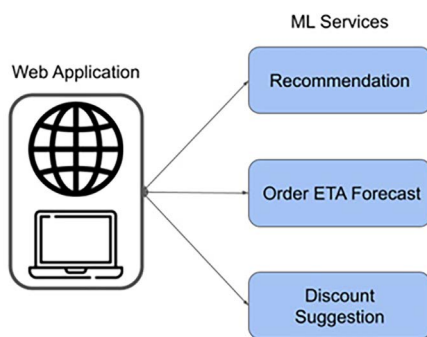 ML Services
Web Application
Recommendation
Order ETA Forecast
Discount
Suggestion